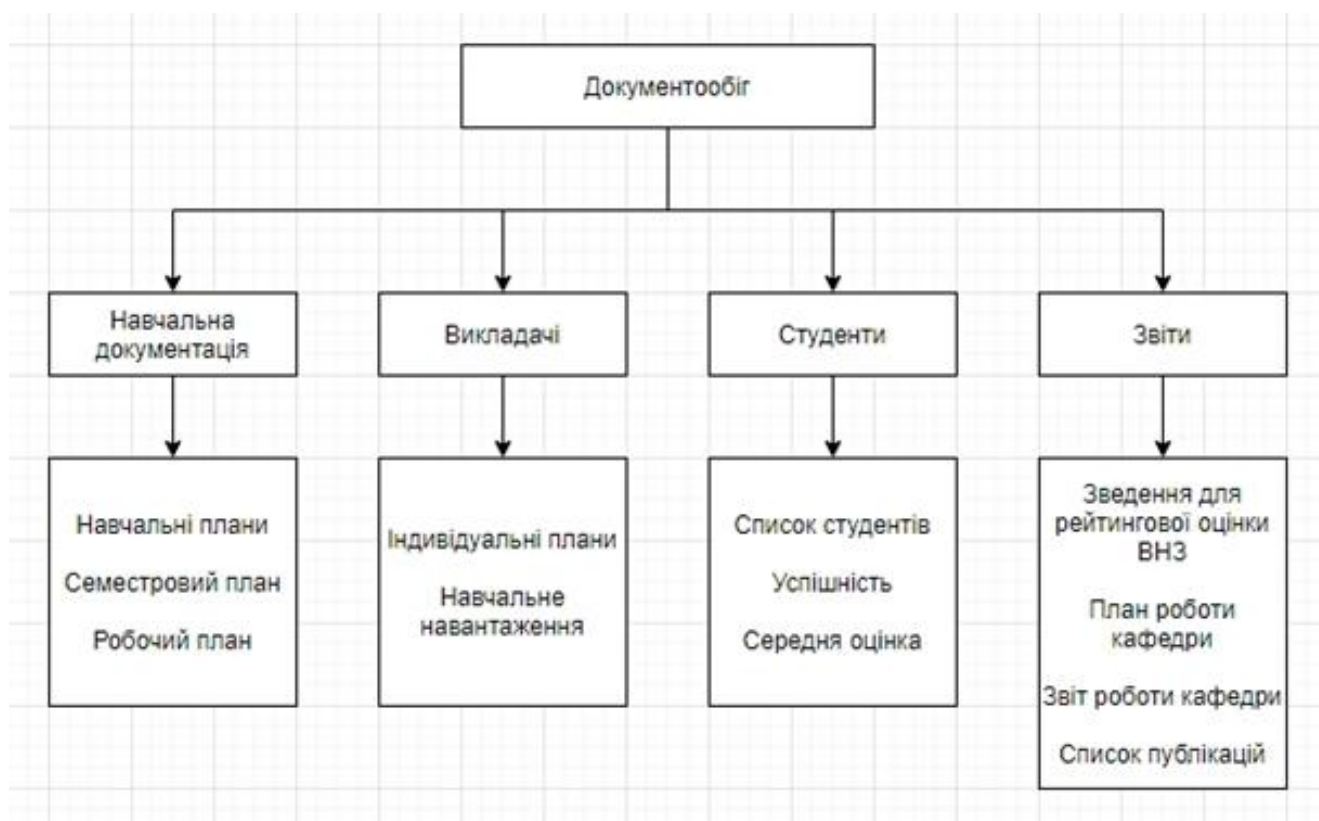 Документообіг
Навчальна
документація
Викладачі
Студенти
Звіти
Навчальні плани
Семестровий план
Робочий план
Індивідуальні плани
Навчальне
навантаження
Список студентів
Успішність
Середня оцінка
Зведення для
рейтингової оцінки
ВНЗ
План роботи
кафедри
Звіт роботи кафедри
Список публікацій